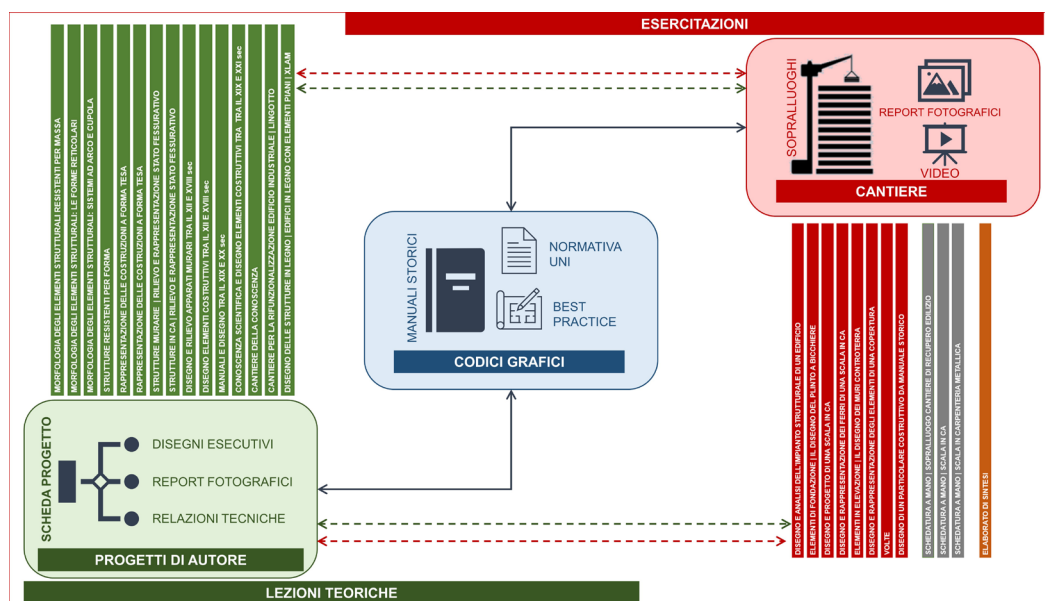 ESERCITAZIONI
MORFOLOGIA DEGLI ELEMENTI STRUTTURALI RESISTENTI PER MASSA
MORFOLOGIA DEGLI ELEMENTI STRUTTURALI: LE FORME RETICOLARI
MORFOLOGIA DEGLI ELEMENTI STRUTTURALI: SISTEMI AD ARCO E CUPOLA
STRUTTURE RESISTENTI PER FORMA
RAPPRESENTAZIONE DELLE COSTRUZIONI A FORMA TESA
RAPPRESENTAZIONE DELLE COSTRUZIONI A FORMA TESA
STRUTTURE MURARIE | RILIEVO E RAPPRESENTAZIONE STATO FESSURATIVO
STRUTTURE IN CA | RILIEVO E RAPPRESENTAZIONE STATO FESSURATIVO
DISEGNO E RILIEVO APPARATI MURARI TRA IL XII E XVIII sec
DISEGNO ELEMENTI COSTRUTTIVI TRA IL XII E XVIII sec
MANUALI E DISEGNO TRA IL XIX E XX sec
CONOSCENZA SCIENTIFICA E DISEGNO ELEMENTI COSTRUTTIVI TRA TRA IL XIX E XXI sec
CANTIERE DELLA CONOSCENZA
CANTIERE PER LA RIFUNZIONALIZZAZIONE EDIFICIO INDUSTRIALE | LINGOTTO
DISEGNO DELLE STRUTTURE IN LEGNO | EDIFICI IN LEGNO CON ELEMENTI PIANI | XLAM
SOPRALLUOGHI
REPORT FOTOGRAFICI
VIDEO
CANTIERE
MANUALI STORICI
NORMATIVA
UNI
BEST
PRACTICE
CODICI GRAFICI
DISEGNO E ANALISI DELL'IMPIANTO STRUTTURALE DI UN EDIFICIO
ELEMENTI DI FONDAZIONE | IL DISEGNO DEL PLINTO A BICCHIERE
DISEGNO E PROGETTO DI UNA SCALA IN CA
DISEGNO E RAPPRESENTAZIONE DEI FERRI DI UNA SCALA IN CA
ELEMENTI IN ELEVAZIONE | IL DISEGNO DEI MURI CONTROTERRA
DISEGNO E RAPPRESENTAZIONE DEGLI ELEMENTI DI UNA COPERTURA
VOLTE
DISEGNO DI UN PARTICOLARE COSTRUTTIVO DA MANUALE STORICO
SCHEDATURA A MANO | SOPRALLUOGO CANTIERE DI RECUPERO EDILIZIO
SCHEDATURA A MANO | SCALA IN CA
SCHEDATURA A MANO | SCALA IN CARPENTERIA METALLICA
ELABORATO DI SINTESI
SCHEDA PROGETTO
DISEGNI ESECUTIVI
REPORT FOTOGRAFICI
RELAZIONI TECNICHE
PROGETTI DI AUTORE
LEZIONI TEORICHE